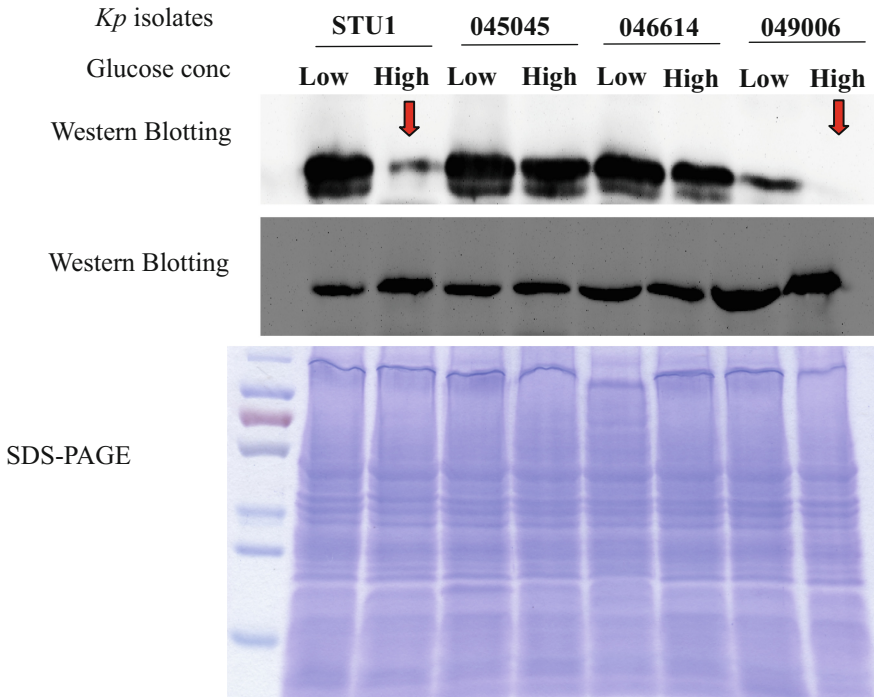 Kp isolates STU1 045045 046614 049006
Glucose conc Low High Low High Low High Low High
Western Blotting
Western Blotting
SDS-PAGE